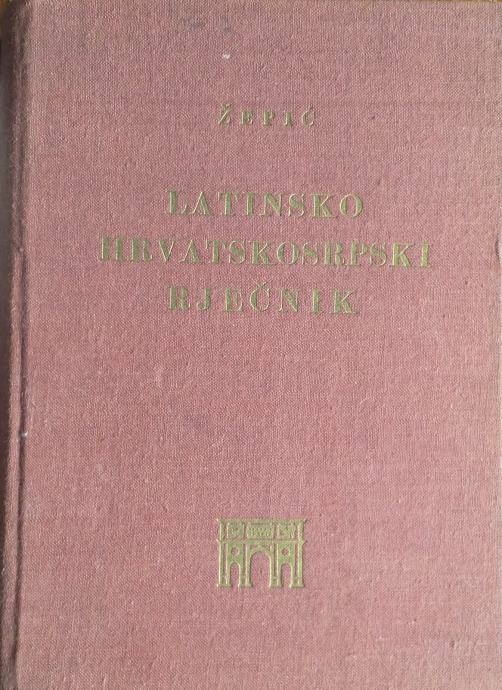 ŽEPIĆ
LATINSKO
HRVATSKOSRPSKI
RJEČNIK